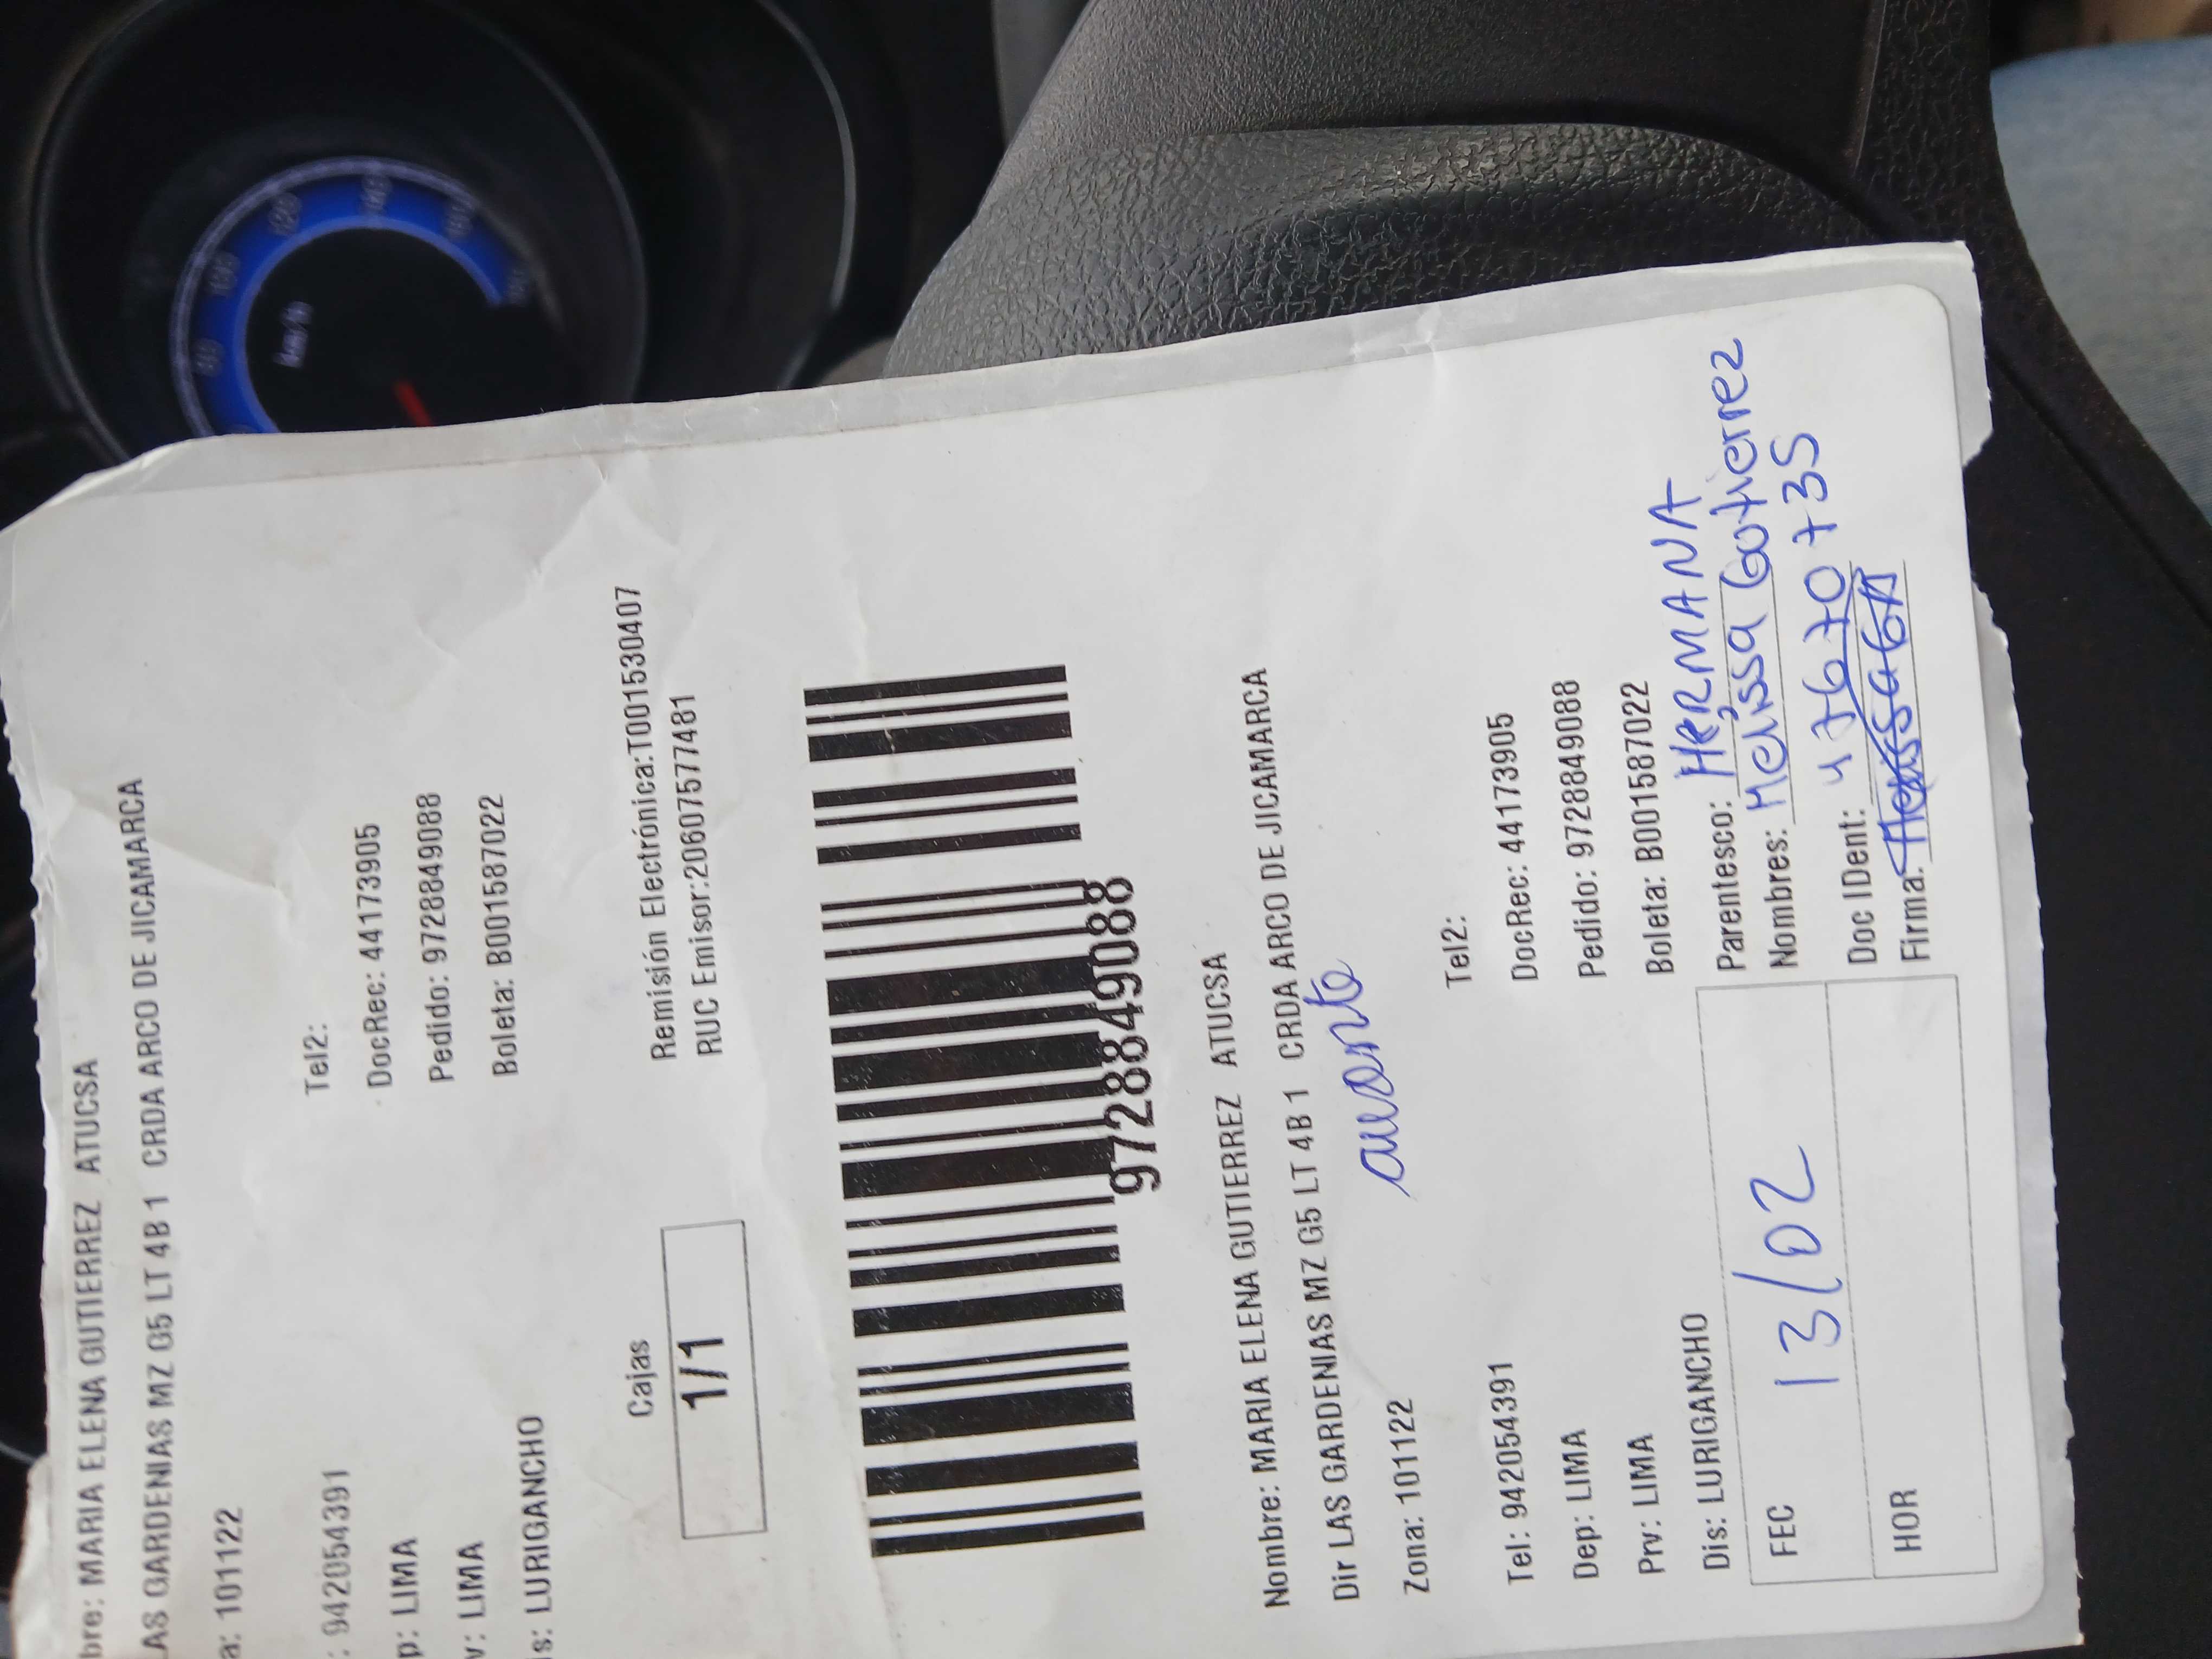 bre: MARIA ELENA GUTIERREZ ATUCSA
LAS GARDENIAS MZ G5 LT 4B 1 CRDA ARCO DE JICAMARCA
a: 101122
Tel2:
: 942054391
DocRec: 44173905
p: LIMA
Pedido: 9728849088
v: LIMA
Boleta: B001587022
s: LURIGANCHO
Cajas
1/1
Remisión Electrónica:T001530407
RUC Emisor:20607577481
9728849088
Nombre: MARIA ELENA GUTIERREZ ATUCSA
Dir LAS GARDENIAS MZ G5 LT 4B 1 CRDA ARCO DE JICAMARCA
Zona: 101122
Tel2:
Tel: 942054391
DocRec: 44173905
Dep: LIMA
Pedido: 9728849088
Prv: LIMA
Boleta: B001587022
Dis: LURIGANCHO
Parentesco: HERMANA
Nombres: Melissa Gutierrez
Doc IDent: 47670735
Firma:
FEC 13/02
HOR
km/h